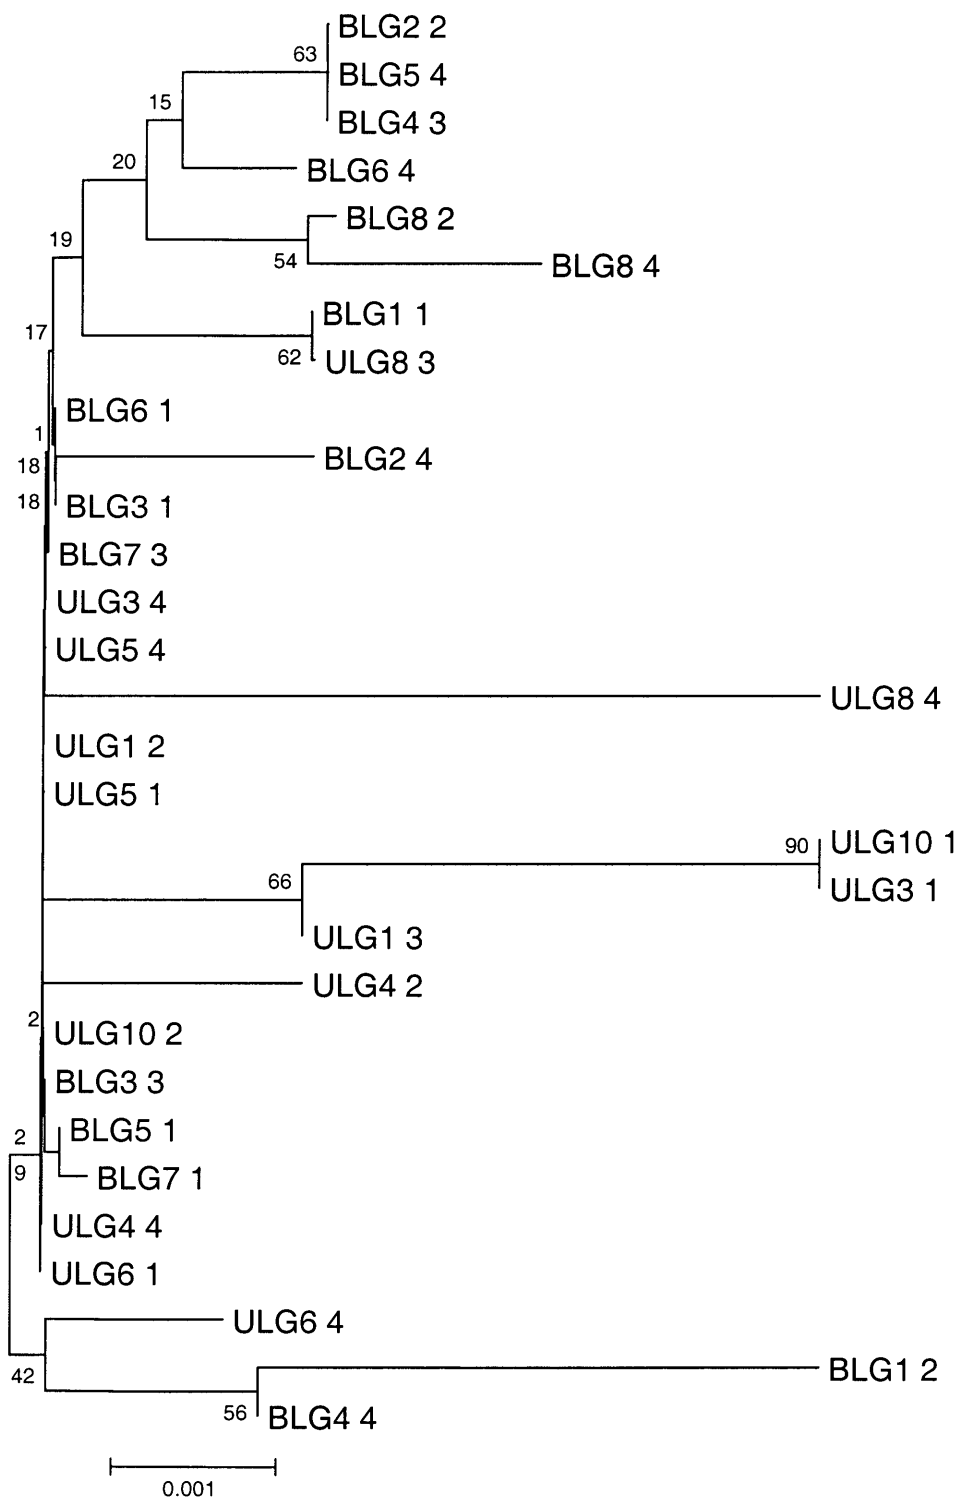 BLG2 2
63
BLG5 4
15
BLG4 3
20
BLG6 4
BLG8 2
19
54
BLG8 4
BLG1 1
17
62
ULG8 3
BLG6 1
1
BLG2 4
18
18
BLG3 1
BLG7 3
ULG3 4
ULG5 4
ULG8 4
ULG1 2
ULG5 1
90
ULG10 1
66
ULG3 1
ULG1 3
ULG4 2
2
ULG10 2
BLG3 3
BLG5 1
2
9
BLG7 1
ULG4 4
ULG6 1
ULG6 4
42
BLG1 2
56
BLG4 4
0.001